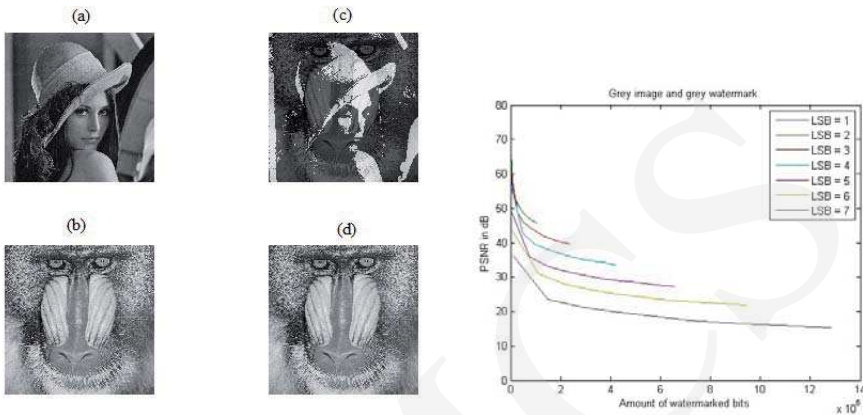 (a)
(c)
(b)
(d)
Grey image and grey watermark
80
70
60
50
40
30
20
10
0
PSNR in dB
LSB = 1
LSB = 2
LSB = 3
LSB = 4
LSB = 5
LSB = 6
LSB = 7
0 2 4 6 8 10 12 14
x 10⁶
Amount of watermarked bits